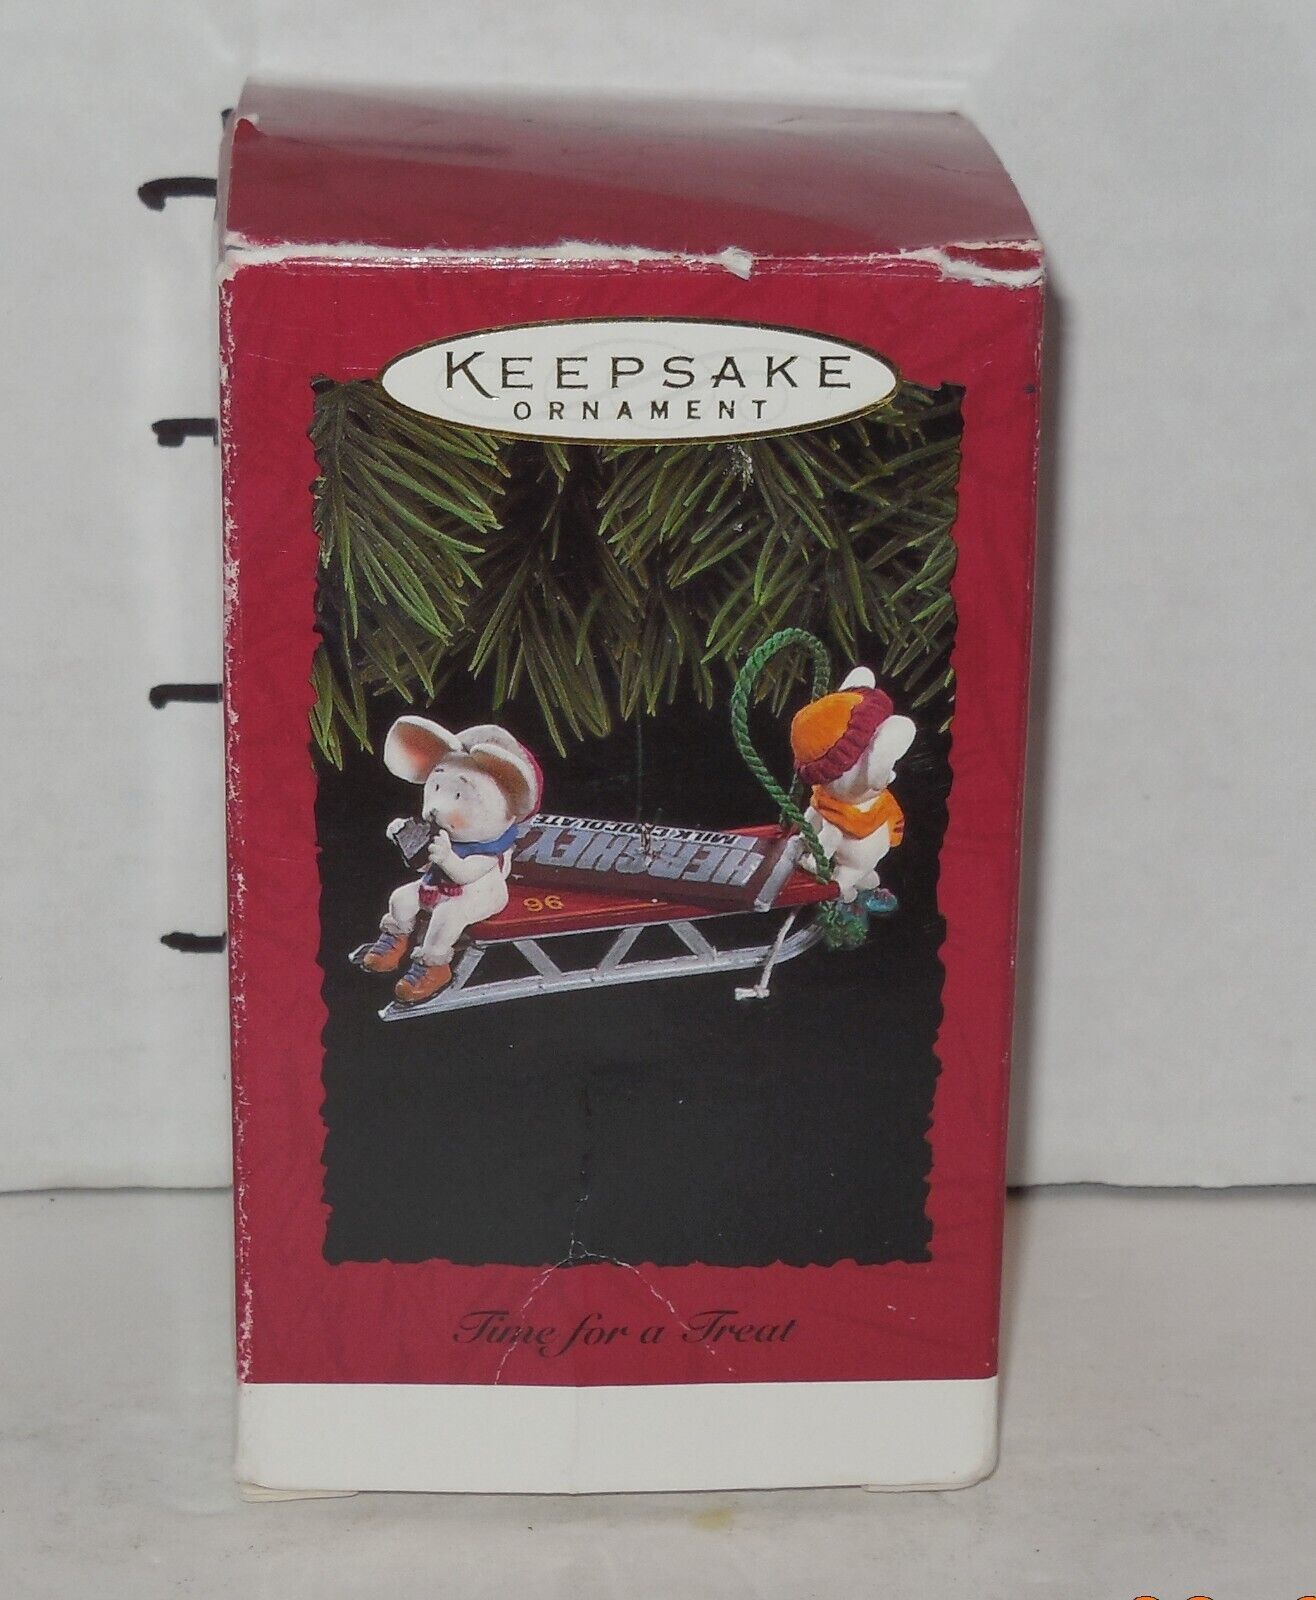 KEEPSAKE
ORNAMENT
HERSHEY'S
MILK CHOCOLATE
96
Time for a Treat